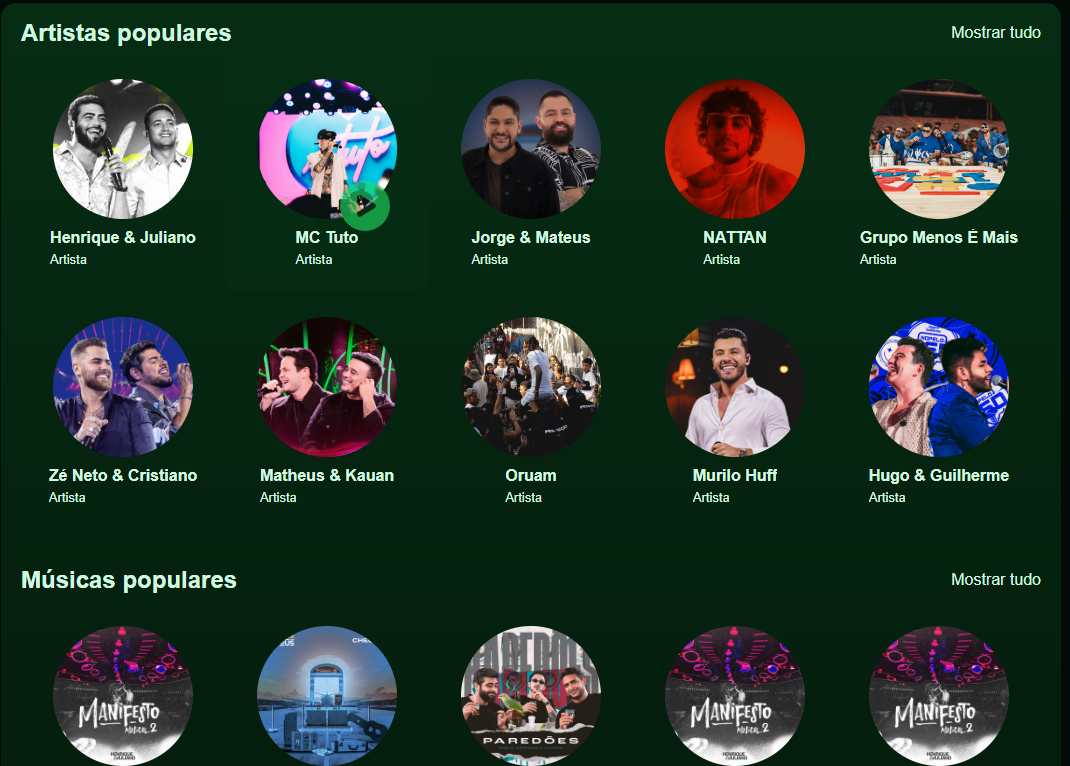 Artistas populares
Mostrar tudo
tuto
Henrique & Juliano
Artista
MC Tuto
Artista
Jorge & Mateus
Artista
NATTAN
Artista
Grupo Menos É Mais
Artista
Zé Neto & Cristiano
Artista
Matheus & Kauan
Artista
Oruam
Artista
Murilo Huff
Artista
Hugo & Guilherme
Artista
Músicas populares
Mostrar tudo
MANIFESTO
MUSICAL 2
HENRIQUE
& JULIANO
PAREDÕES
MANIFESTO
MUSICAL 2
HENRIQUE
& JULIANO
MANIFESTO
MUSICAL 2
HENRIQUE
& JULIANO